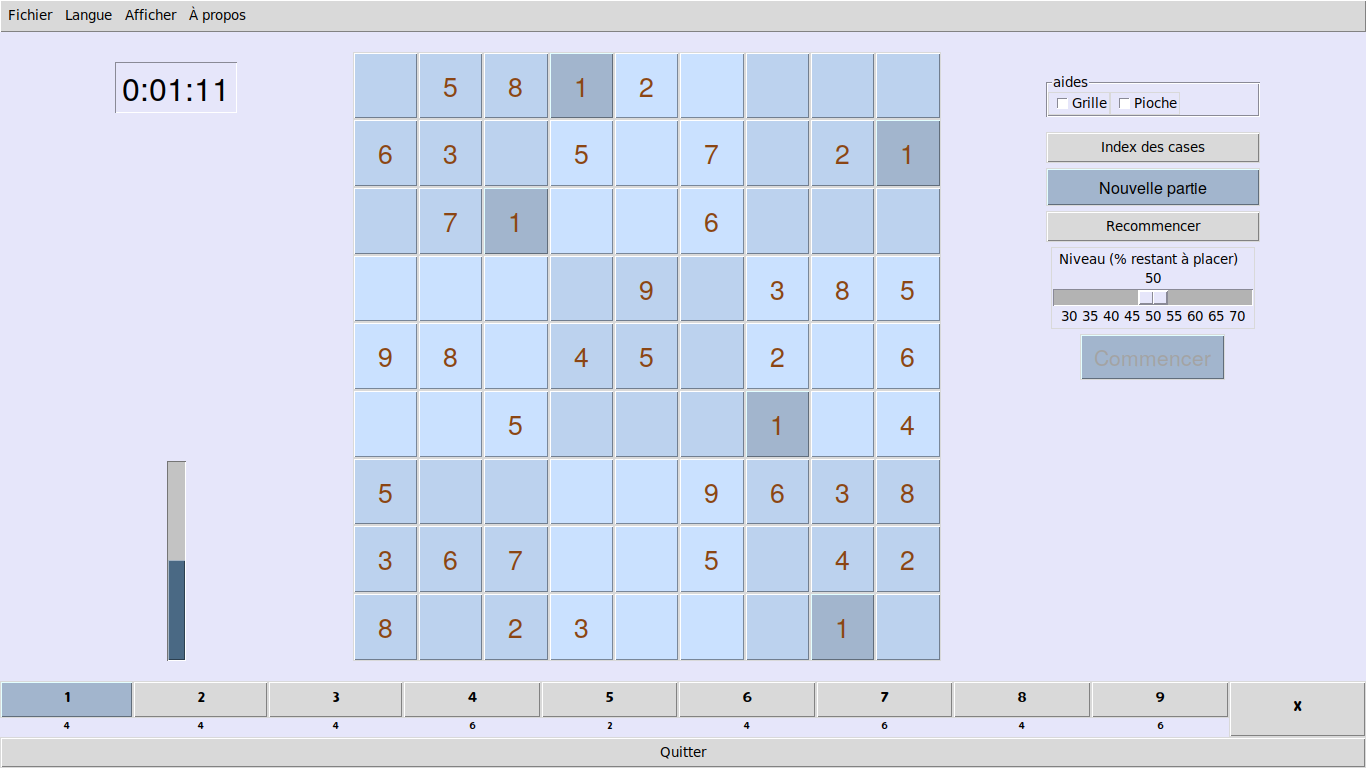 Fichier Langue Afficher À propos
0:01:11
5 8 1 2
6 3 5 7 2 1
7 1 6
9 3 8 5
9 8 4 5 2 6
5 1 4
5 9 6 3 8
3 6 7 5 4 2
8 2 3 1
aides
Grille Pioche
Index des cases
Nouvelle partie
Recommencer
Niveau (% restant à placer)
50
30 35 40 45 50 55 60 65 70
Commencer
1 2 3 4 5 6 7 8 9 x
4 4 4 6 2 4 6 4 6
Quitter